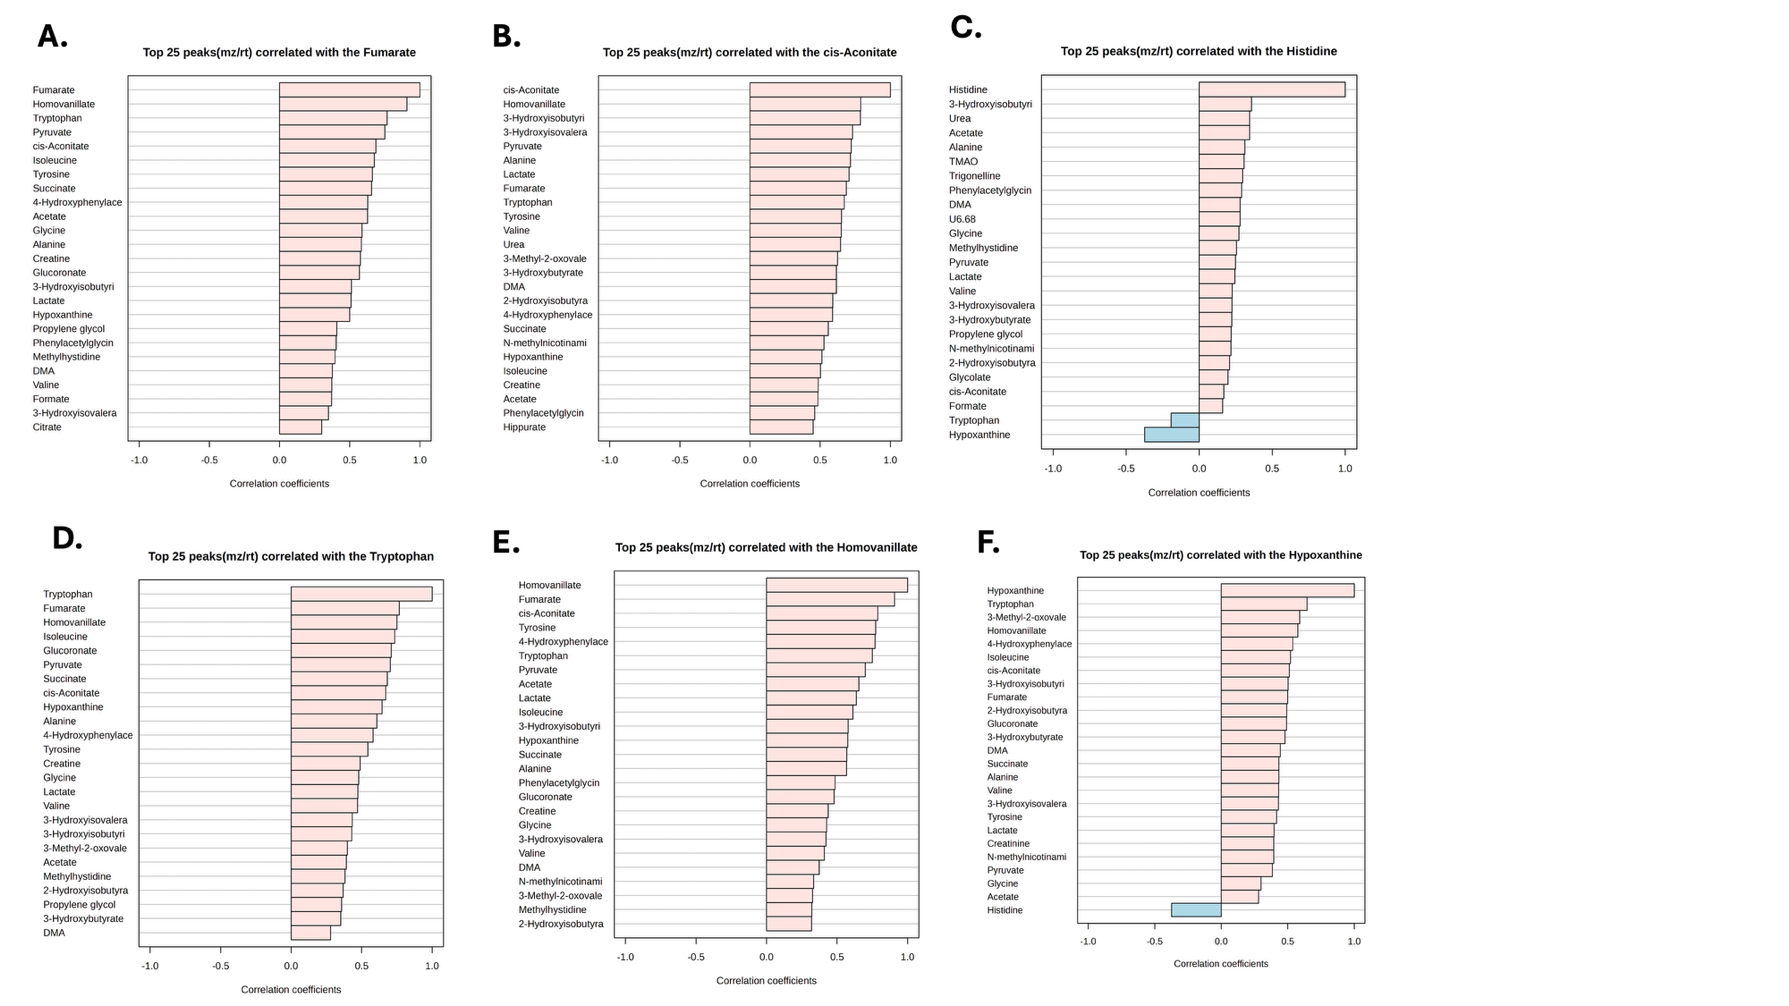 A.
Top 25 peaks(mz/rt) correlated with the Fumarate
Fumarate
Homovanillate
Tryptophan
Pyruvate
cis-Aconitate
Isoleucine
Tyrosine
Succinate
4-Hydroxyphenylace
Acetate
Glycine
Alanine
Creatine
Glucoronate
3-Hydroxyisobutyri
Lactate
Hypoxanthine
Propylene glycol
Phenylacetylglycin
Methylhystidine
DMA
Valine
Formate
3-Hydroxyisovalera
Citrate
-1.0 -0.5 0.0 0.5 1.0
Correlation coefficients
B.
Top 25 peaks(mz/rt) correlated with the cis-Aconitate
cis-Aconitate
Homovanillate
3-Hydroxyisobutyri
3-Hydroxyisovalera
Pyruvate
Alanine
Lactate
Fumarate
Tryptophan
Tyrosine
Valine
Urea
3-Methyl-2-oxovale
3-Hydroxybutyrate
DMA
2-Hydroxyisobutyra
4-Hydroxyphenylace
Succinate
N-methylnicotinami
Hypoxanthine
Isoleucine
Creatine
Acetate
Phenylacetylglycin
Hippurate
-1.0 -0.5 0.0 0.5 1.0
Correlation coefficients
C.
Top 25 peaks(mz/rt) correlated with the Histidine
Histidine
3-Hydroxyisobutyri
Urea
Acetate
Alanine
TMAO
Trigonelline
Phenylacetylglycin
DMA
U6.68
Glycine
Methylhystidine
Pyruvate
Lactate
Valine
3-Hydroxyisovalera
3-Hydroxybutyrate
Propylene glycol
N-methylnicotinami
2-Hydroxyisobutyra
Glycolate
cis-Aconitate
Formate
Tryptophan
Hypoxanthine
-1.0 -0.5 0.0 0.5 1.0
Correlation coefficients
D.
Top 25 peaks(mz/rt) correlated with the Tryptophan
Tryptophan
Fumarate
Homovanillate
Isoleucine
Glucoronate
Pyruvate
Succinate
cis-Aconitate
Hypoxanthine
Alanine
4-Hydroxyphenylace
Tyrosine
Creatine
Glycine
Lactate
Valine
3-Hydroxyisovalera
3-Hydroxyisobutyri
3-Methyl-2-oxovale
Acetate
Methylhystidine
2-Hydroxyisobutyra
Propylene glycol
3-Hydroxybutyrate
DMA
-1.0 -0.5 0.0 0.5 1.0
Correlation coefficients
E.
Top 25 peaks(mz/rt) correlated with the Homovanillate
Homovanillate
Fumarate
cis-Aconitate
Tyrosine
4-Hydroxyphenylace
Tryptophan
Pyruvate
Acetate
Lactate
Isoleucine
3-Hydroxyisobutyri
Hypoxanthine
Succinate
Alanine
Phenylacetylglycin
Glucoronate
Creatine
Glycine
3-Hydroxyisovalera
Valine
DMA
N-methylnicotinami
3-Methyl-2-oxovale
Methylhystidine
2-Hydroxyisobutyra
-1.0 -0.5 0.0 0.5 1.0
Correlation coefficients
F.
Top 25 peaks(mz/rt) correlated with the Hypoxanthine
Hypoxanthine
Tryptophan
3-Methyl-2-oxovale
Homovanillate
4-Hydroxyphenylace
Isoleucine
cis-Aconitate
3-Hydroxyisobutyri
Fumarate
2-Hydroxyisobutyra
Glucoronate
3-Hydroxybutyrate
DMA
Succinate
Alanine
Valine
3-Hydroxyisovalera
Tyrosine
Lactate
Creatinine
N-methylnicotinami
Pyruvate
Glycine
Acetate
Histidine
-1.0 -0.5 0.0 0.5 1.0
Correlation coefficients